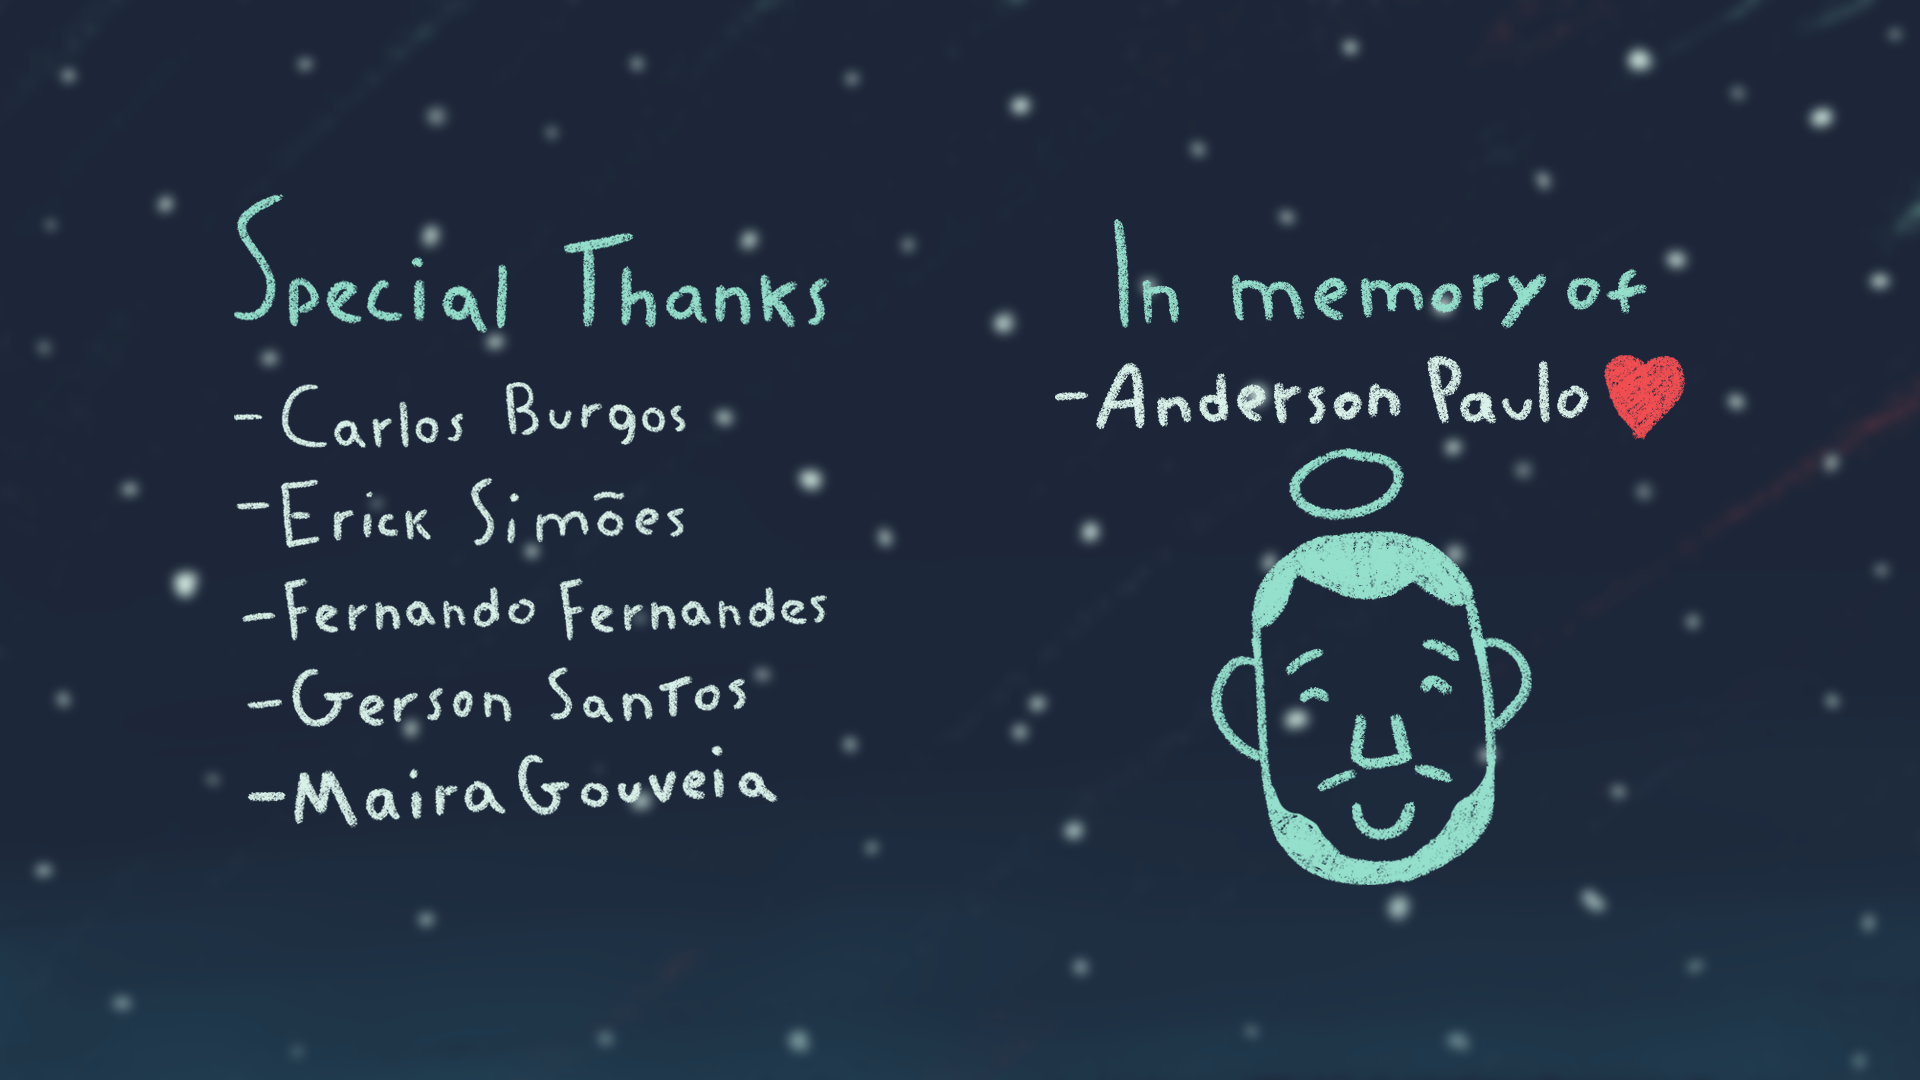 Special Thanks
- Carlos Burgos
- Erick Simões
- Fernando Fernandes
- Gerson Santos
- Maira Gouveia
In memory of
- Anderson Paulo